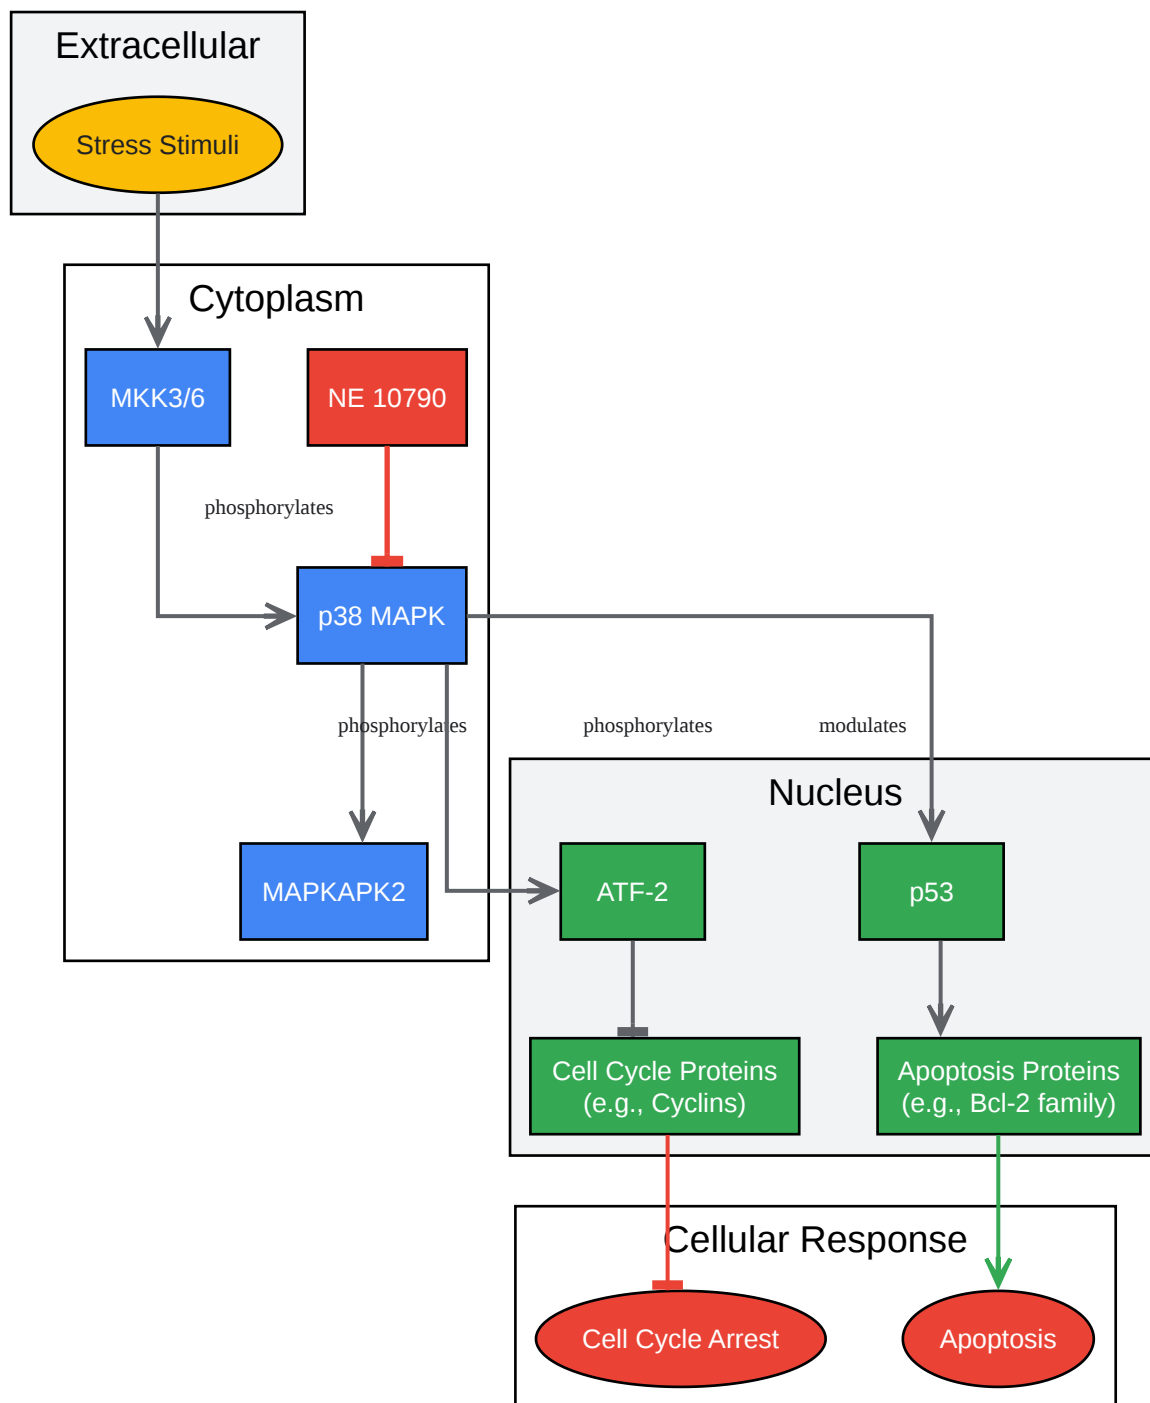 Extracellular
Stress Stimuli
Cytoplasm
MKK3/6
NE 10790
phosphorylates
p38 MAPK
phosphorylates
phosphorylates
modulates
Nucleus
MAPKAPK2
ATF-2
p53
Cell Cycle Proteins
(e.g., Cyclins)
Apoptosis Proteins
(e.g., Bcl-2 family)
Cellular Response
Cell Cycle Arrest
Apoptosis